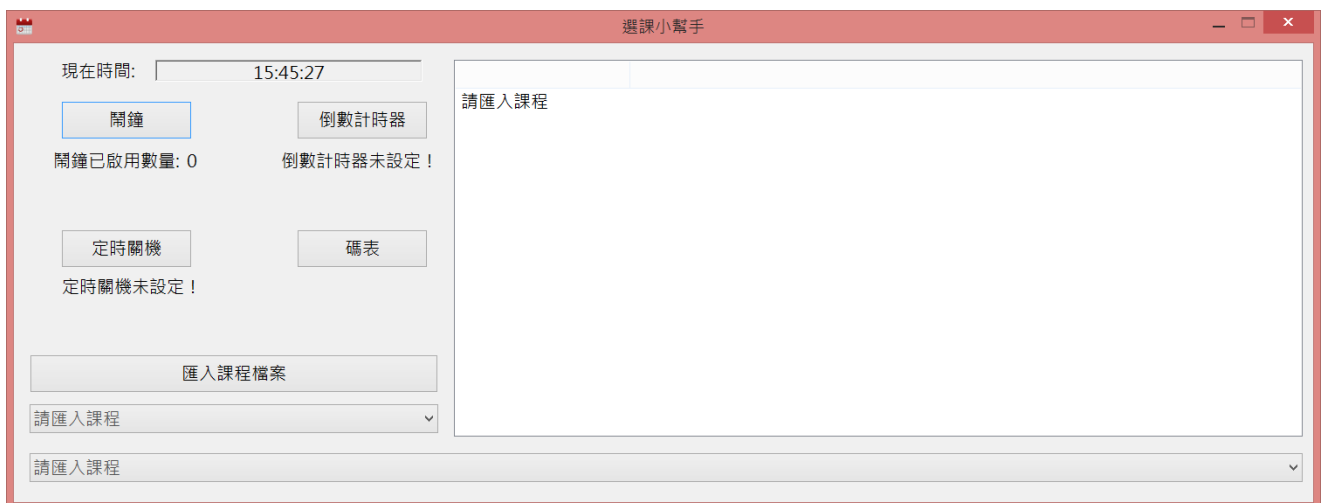 選課小幫手
現在時間: 15:45:27
鬧鐘 倒數計時器
鬧鐘已啟用數量: 0 倒數計時器未設定！
定時關機 碼表
定時關機未設定！
匯入課程檔案
請匯入課程
請匯入課程
請匯入課程